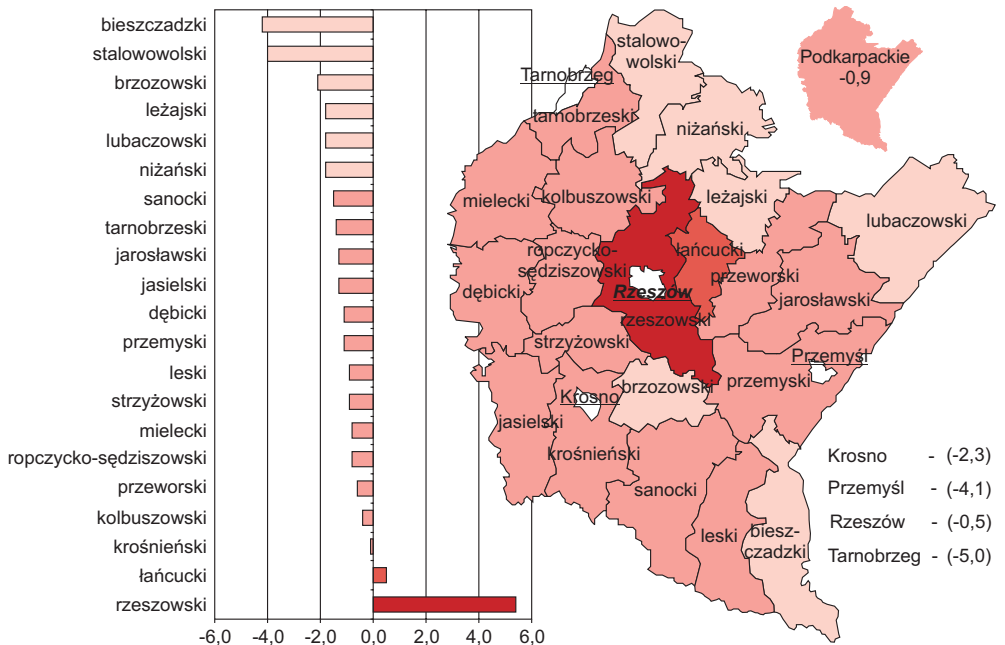 bieszczadzki
stalowowolski
brzozowski
leżajski
lubaczowski
niżański
sanocki
tarnobrzeski
jarosławski
jasielski
dębicki
przemyski
leski
strzyżowski
mielecki
ropczycko-sędziszowski
przeworski
kolbuszowski
krośnieński
łańcucki
rzeszowski
-6,0 -4,0 -2,0 0,0 2,0 4,0 6,0
stalowo-
wolski
Tarnobrzeg
tarnobrzeski
niżański
mielecki
kolbuszowski
leżajski
lubaczowski
ropczycko-
sędziszowski
łańcucki
dębicki
przeworski
jarosławski
Rzeszów
rzeszowski
strzyżowski
Przemyśl
przemyski
brzozowski
Krosno
jasielski
krośnieński
sanocki
leski
biesz-
czadzki
Podkarpackie
-0,9
Krosno - (-2,3)
Przemyśl - (-4,1)
Rzeszów - (-0,5)
Tarnobrzeg - (-5,0)